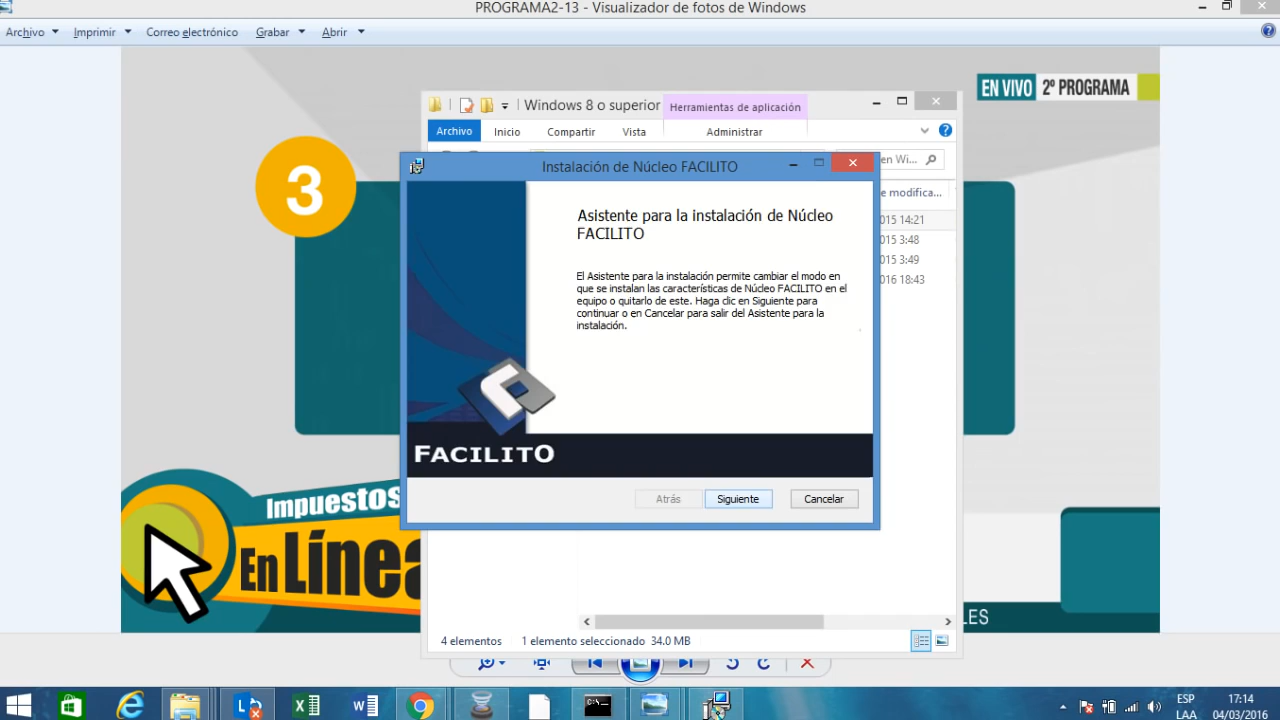 PROGRAMA2-13 - Visualizador de fotos de Windows
Archivo Imprimir Correo electrónico Grabar Abrir
EN VIVO 2º PROGRAMA
3
Windows 8 o superior Herramientas de aplicación
Archivo Inicio Compartir Vista Administrar
en Wi...
Instalación de Núcleo FACILITO
e modifica...
015 14:21
015 3:48
015 3:49
016 18:43
Asistente para la instalación de Núcleo
FACILITO
El Asistente para la instalación permite cambiar el modo en
que se instalan las características de Núcleo FACILITO en el
equipo o quitarlo de este. Haga clic en Siguiente para
continuar o en Cancelar para salir del Asistente para la
instalación.
FACILITO
Atrás Siguiente Cancelar
Impuestos
En Línea
LES
4 elementos 1 elemento seleccionado 34.0 MB
ESP
LAA
17:14
04/03/2016